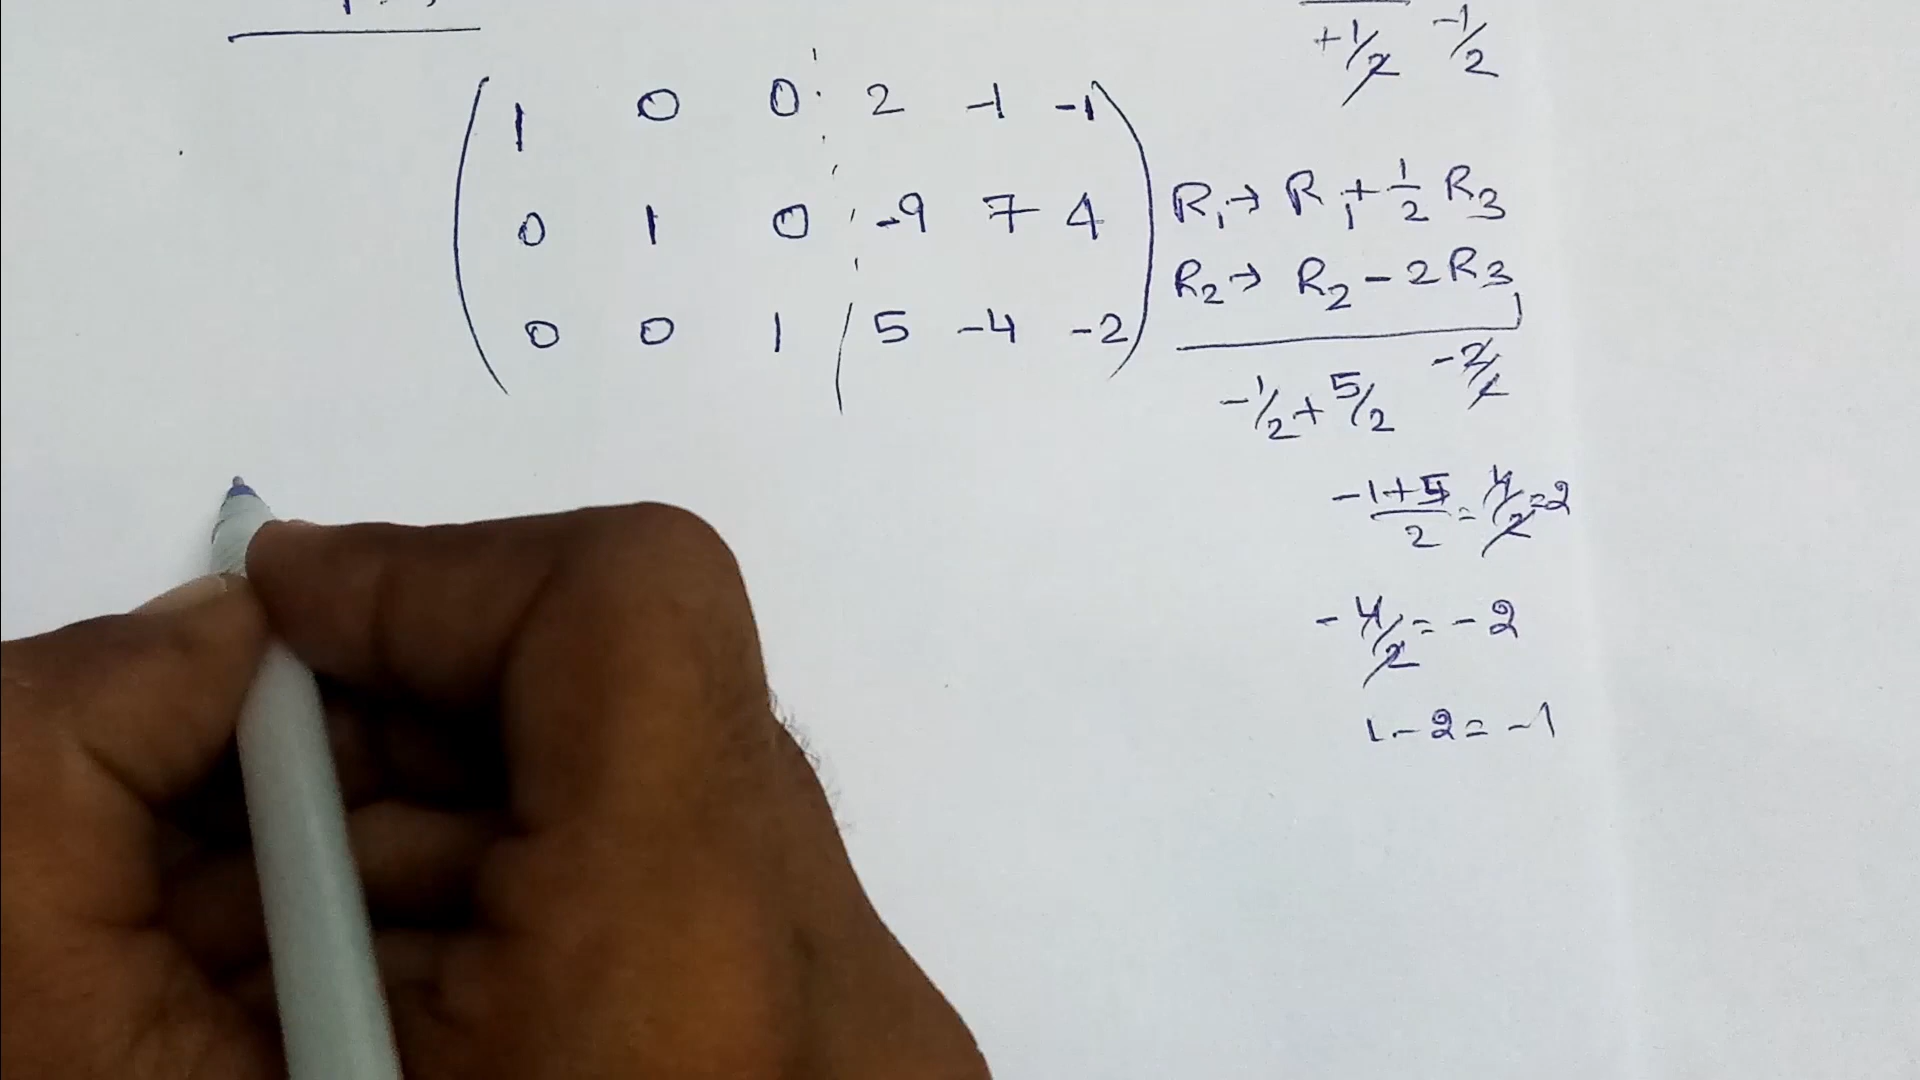 +1/2 -1/2
1 0 0 2 -1 -1
0 1 0 -9 7 4
0 0 1 5 -4 -2
R₁→ R₁+ 1/2 R₃
R₂→ R₂ - 2R₃
-1/2 + 5/2 -2/1
-1+5/2 = 4/2 = 2
-4/2 = -2
1 - 2 = -1